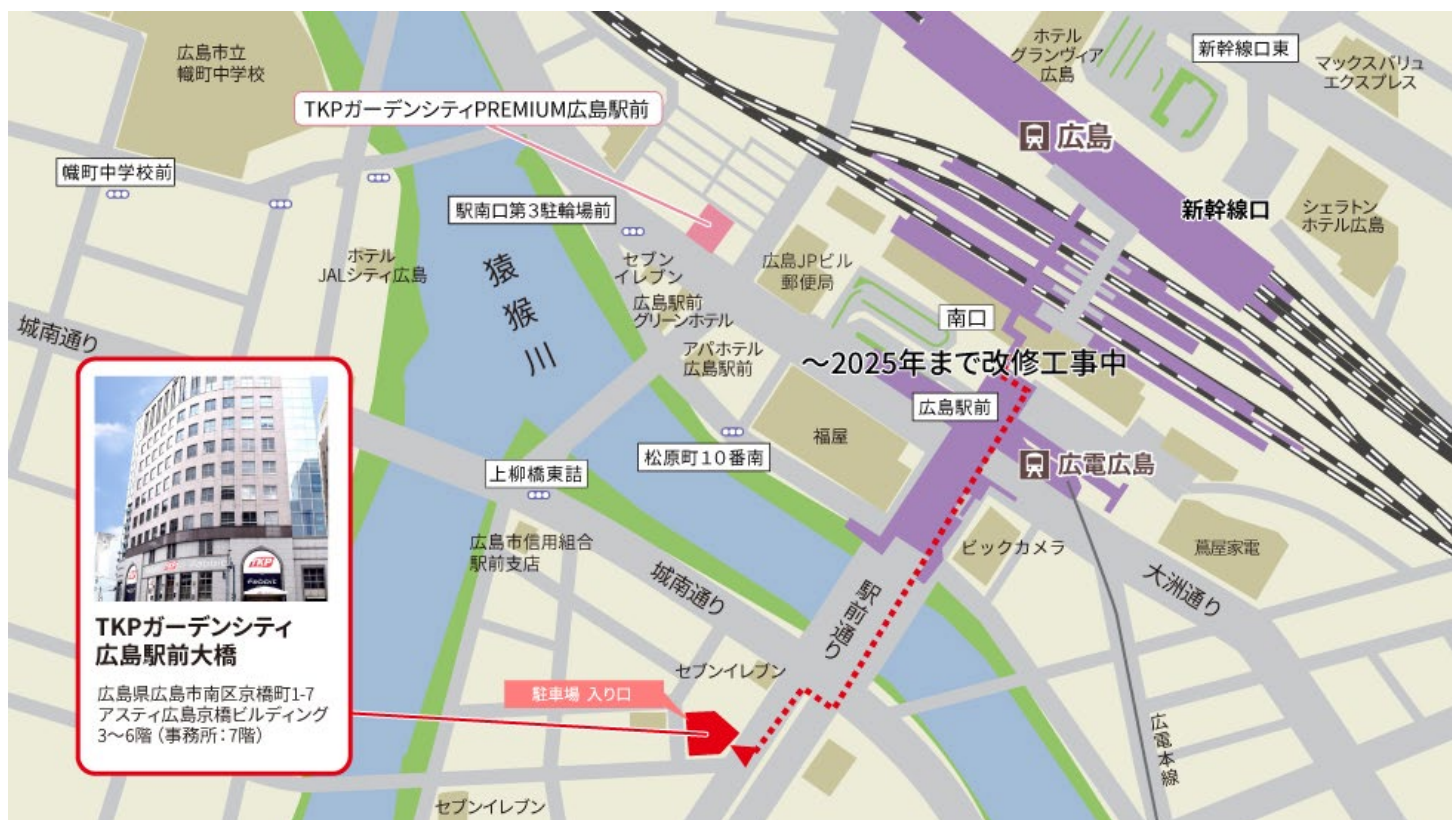 広島市立
幟町中学校
TKPガーデンシティPREMIUM広島駅前
ホテル
グランヴィア
広島
新幹線口東
マックスバリュ
エクスプレス
広島
幟町中学校前
駅南口第3駐輪場前
新幹線口
シェラトン
ホテル広島
ホテル
JALシティ広島
猿猴川
セブン
イレブン
広島JPビル
郵便局
広島駅前
グリーンホテル
南口
城南通り
アパホテル
広島駅前
～2025年まで改修工事中
広島駅前
福屋
松原町10番南
上柳橋東詰
広電広島
広島市信用組合
駅前支店
ビックカメラ
蔦屋家電
城南通り
駅前通り
大洲通り
TKP
TKP
fabbit
fabbit
TKPガーデンシティ
広島駅前大橋
広島県広島市南区京橋町1-7
アスティ広島京橋ビルディング
3～6階（事務所：7階）
セブンイレブン
駐車場 入り口
広電本線
セブンイレブン